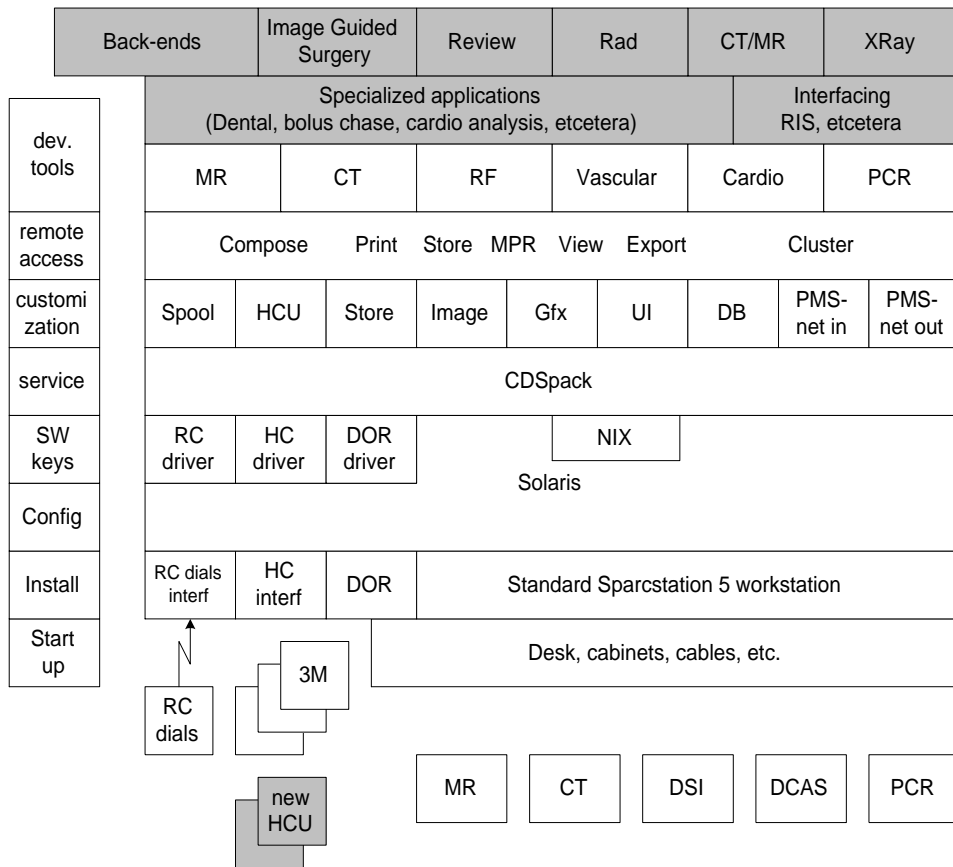 Back-ends
Image Guided
Surgery
Review
Rad
CT/MR
XRay
Specialized applications
(Dental, bolus chase, cardio analysis, etcetera)
Interfacing
RIS, etcetera
dev.
tools
MR
CT
RF
Vascular
Cardio
PCR
remote
access
Compose Print Store MPR View Export Cluster
customi
zation
Spool
HCU
Store
Image
Gfx
UI
DB
PMS-
net in
PMS-
net out
service
CDSpack
SW
keys
RC
driver
HC
driver
DOR
driver
NIX
Solaris
Config
Install
RC dials
interf
HC
interf
DOR
Standard Sparcstation 5 workstation
Start
up
Desk, cabinets, cables, etc.
3M
RC
dials
new
HCU
MR
CT
DSI
DCAS
PCR